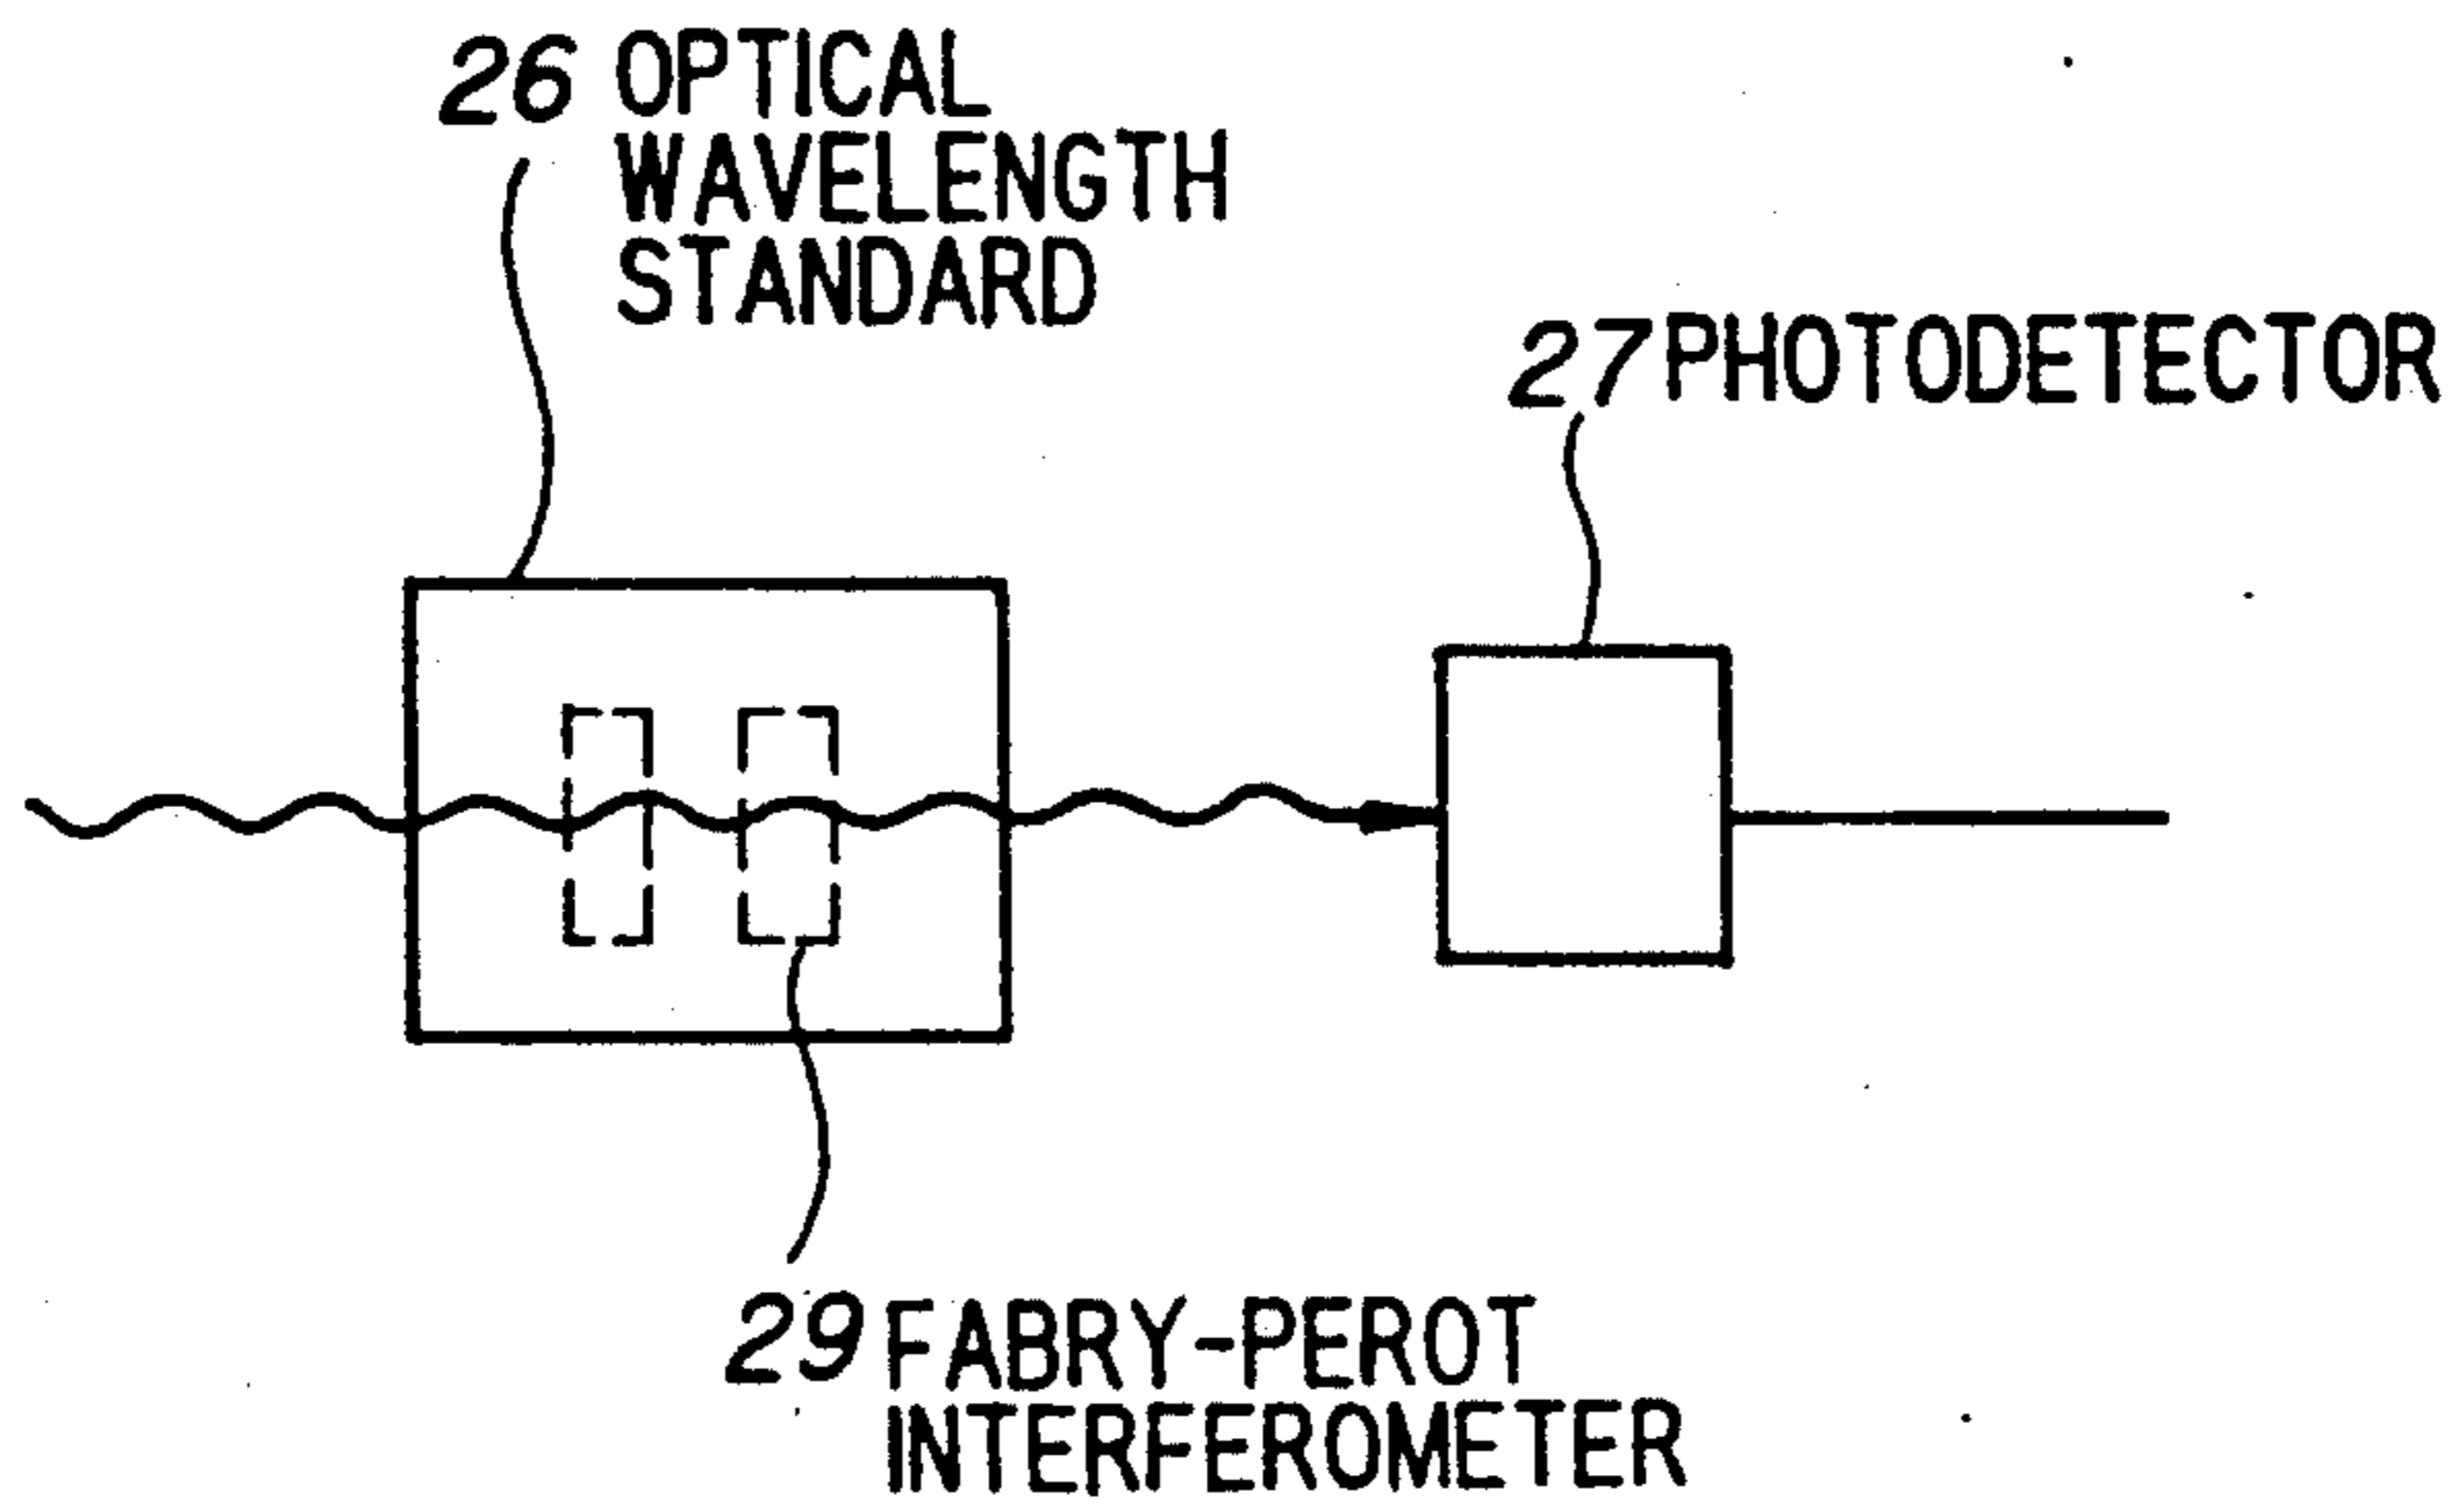 26 OPTICAL
WAVELENGTH
STANDARD
27 PHOTODETECTOR
29 FABRY-PEROT
INTERFEROMETER